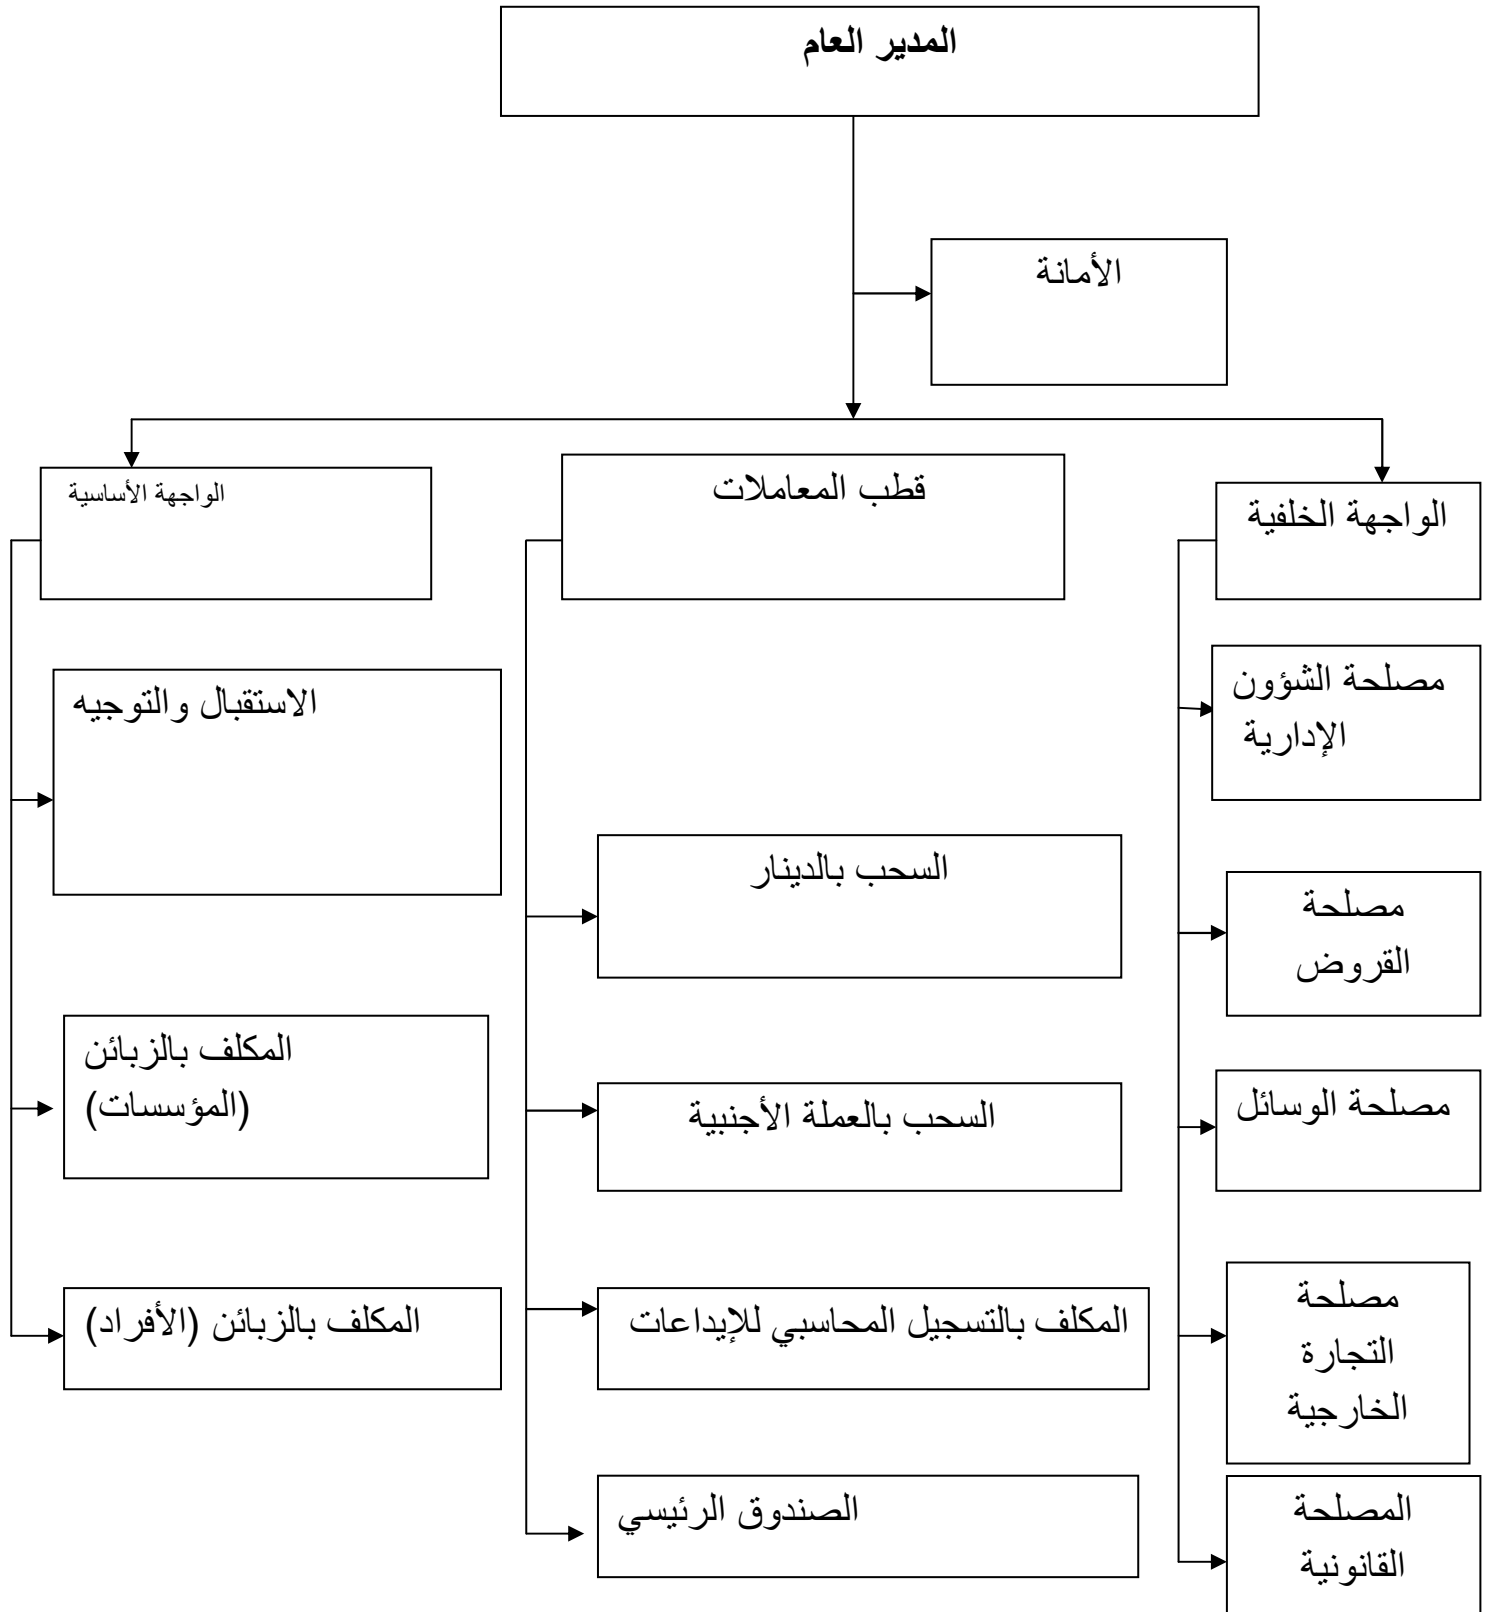 المدير العام
الأمانة
الواجهة الخلفية
قطب المعاملات
الواجهة الأساسية
مصلحة الشؤون
الإدارية
مصلحة
القروض
مصلحة الوسائل
مصلحة
التجارة
الخارجية
المصلحة
القانونية
السحب بالدينار
السحب بالعملة الأجنبية
المكلف بالتسجيل المحاسبي للإيداعات
الصندوق الرئيسي
الاستقبال والتوجيه
المكلف بالزبائن
(المؤسسات)
المكلف بالزبائن (الأفراد)